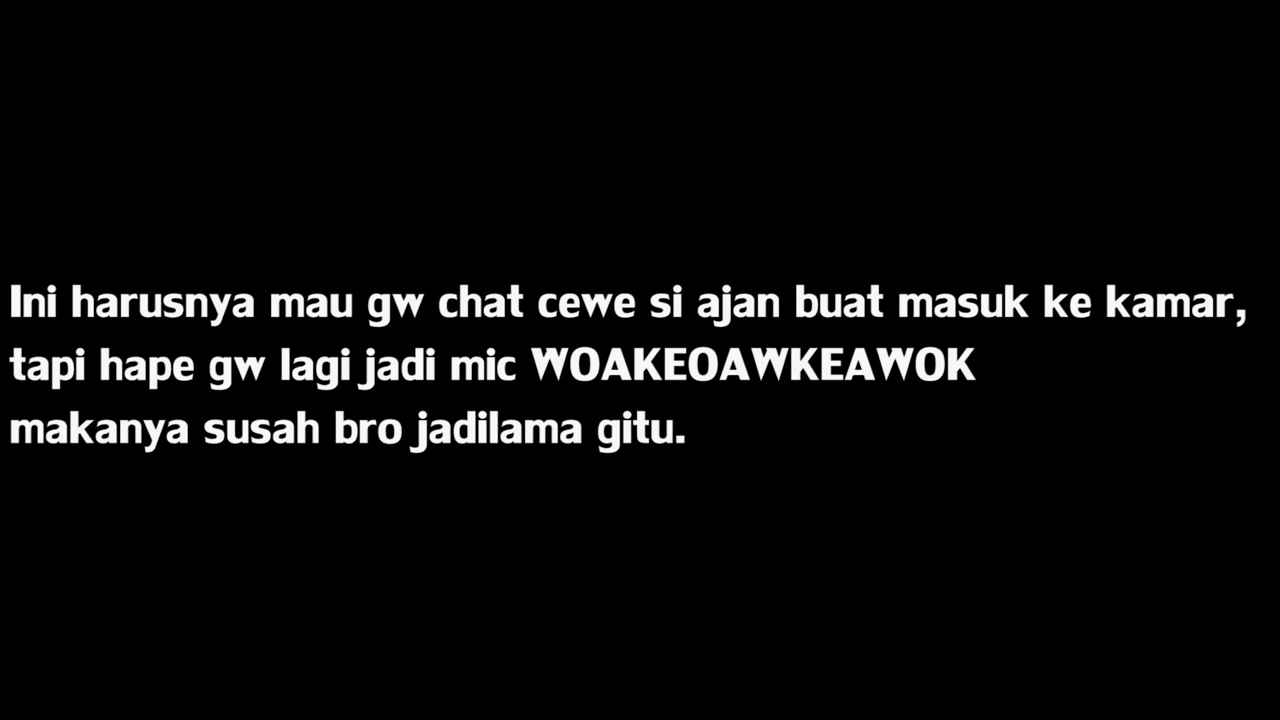 Ini harusnya mau gw chat cewe si ajan buat masuk ke kamar,
tapi hape gw lagi jadi mic WOAKEOAWKEAWOK
makanya susah bro jadilama gitu.